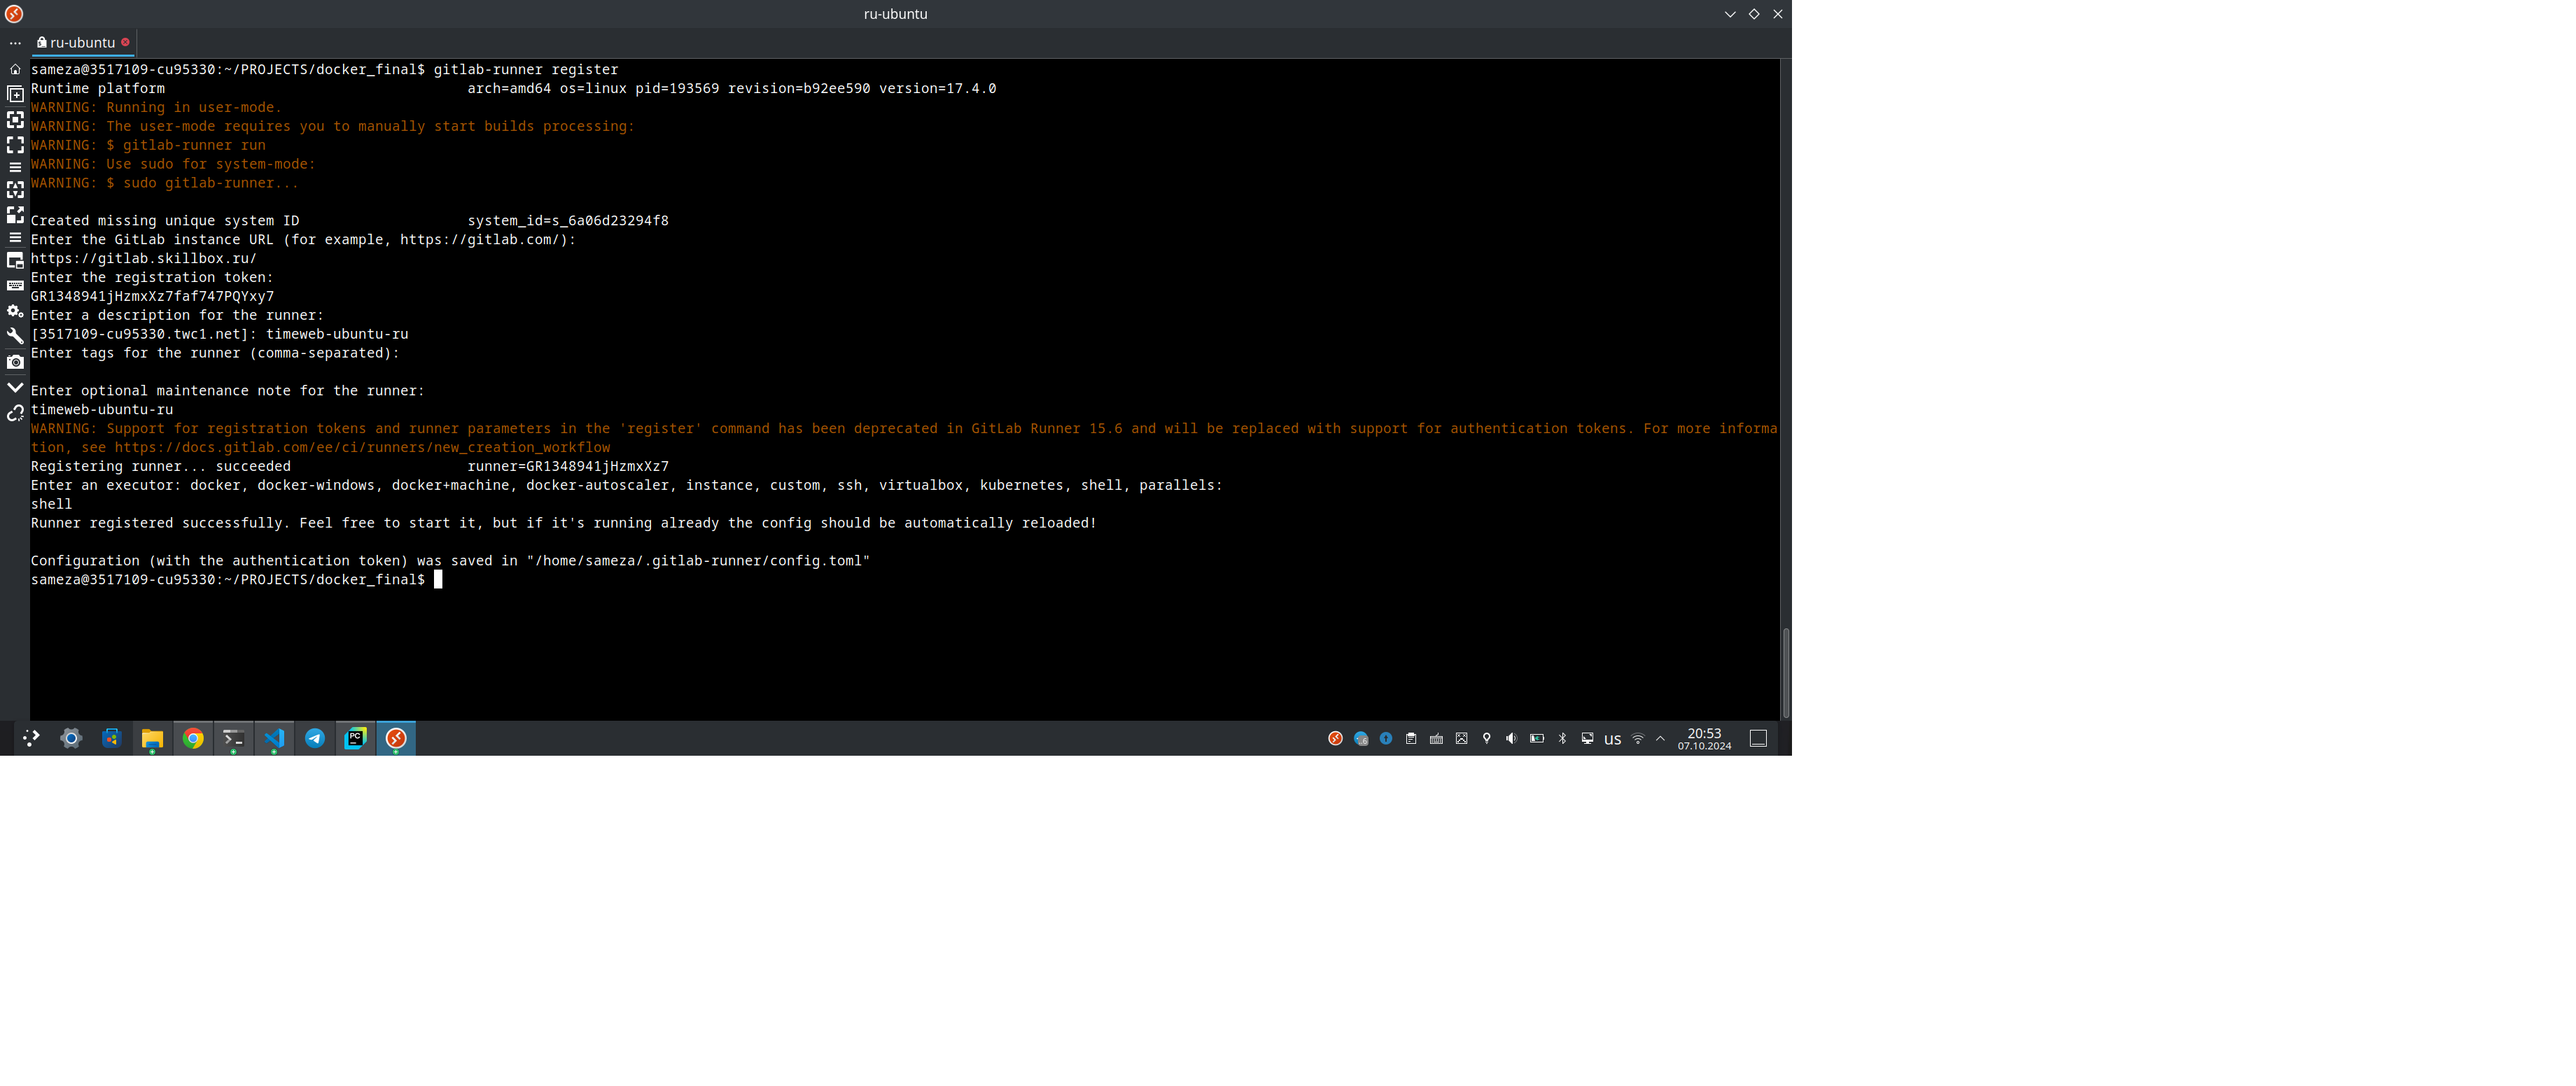 ru-ubuntu
ru-ubuntu
sameza@3517109-cu95330:~/PROJECTS/docker_final$ gitlab-runner register
Runtime platform                                    arch=amd64 os=linux pid=193569 revision=b92ee590 version=17.4.0
WARNING: Running in user-mode.
WARNING: The user-mode requires you to manually start builds processing:
WARNING: $ gitlab-runner run
WARNING: Use sudo for system-mode:
WARNING: $ sudo gitlab-runner...
Created missing unique system ID                    system_id=s_6a06d23294f8
Enter the GitLab instance URL (for example, https://gitlab.com/):
https://gitlab.skillbox.ru/
Enter the registration token:
GR1348941jHzmxXz7faf747PQYxy7
Enter a description for the runner:
[3517109-cu95330.twc1.net]: timeweb-ubuntu-ru
Enter tags for the runner (comma-separated):
Enter optional maintenance note for the runner:
timeweb-ubuntu-ru
WARNING: Support for registration tokens and runner parameters in the 'register' command has been deprecated in GitLab Runner 15.6 and will be replaced with support for authentication tokens. For more informa
tion, see https://docs.gitlab.com/ee/ci/runners/new_creation_workflow
Registering runner... succeeded                     runner=GR1348941jHzmxXz7
Enter an executor: docker, docker-windows, docker+machine, docker-autoscaler, instance, custom, ssh, virtualbox, kubernetes, shell, parallels:
shell
Runner registered successfully. Feel free to start it, but if it's running already the config should be automatically reloaded!
Configuration (with the authentication token) was saved in "/home/sameza/.gitlab-runner/config.toml"
sameza@3517109-cu95330:~/PROJECTS/docker_final$
PC
us
20:53
07.10.2024